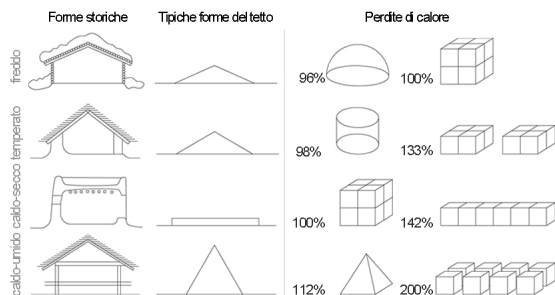 Forme storiche Tipiche forme del tetto Perdite di calore
freddo
96% 100%
temperato
98% 133%
caldo-secco
100% 142%
caldo-umido
112% 200%